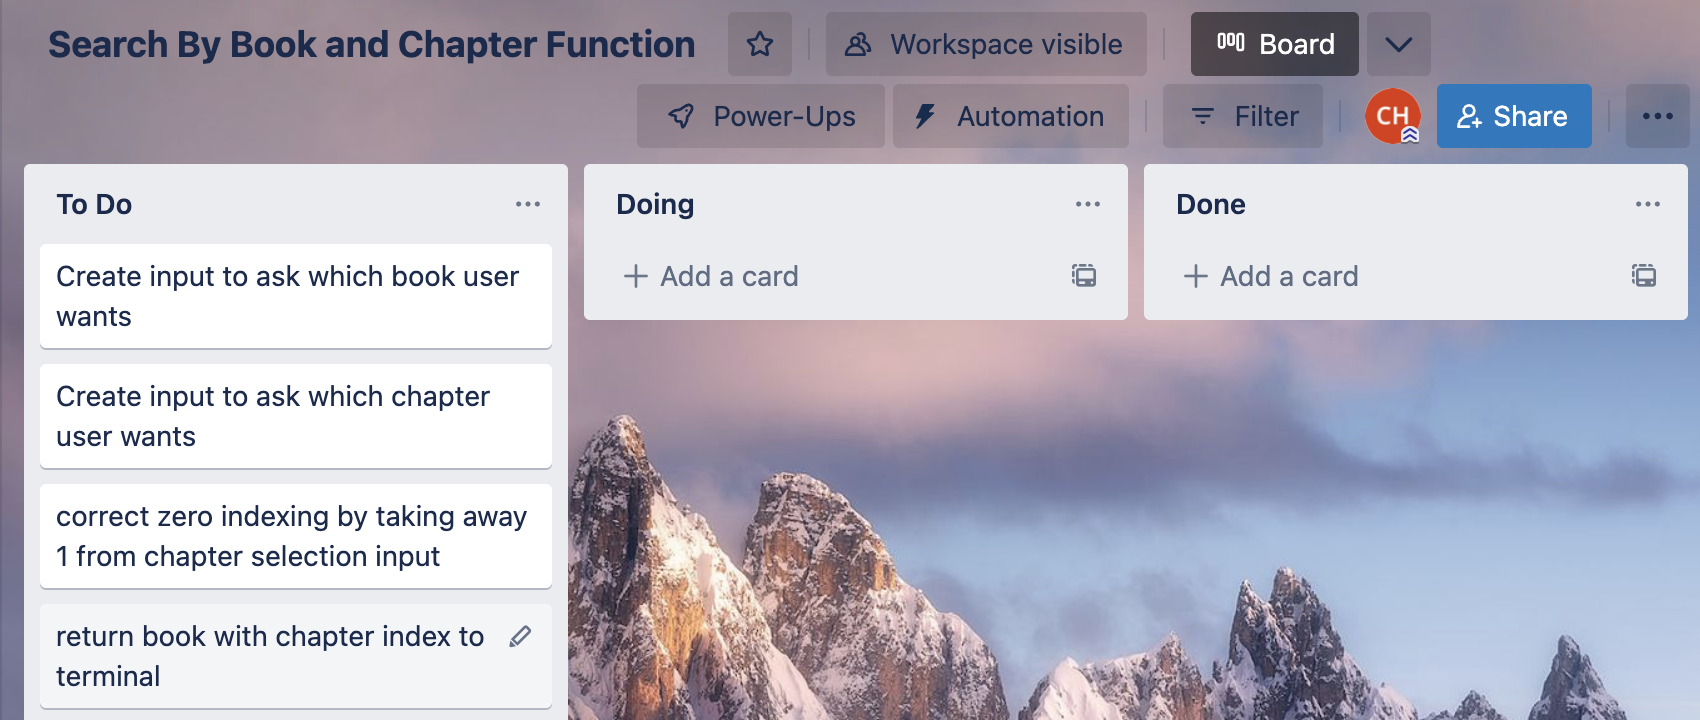 Search By Book and Chapter Function
Workspace visible
Board
Power-Ups
Automation
Filter
CH
Share
To Do
Create input to ask which book user
wants
Create input to ask which chapter
user wants
correct zero indexing by taking away
1 from chapter selection input
return book with chapter index to
terminal
Doing
Add a card
Done
Add a card